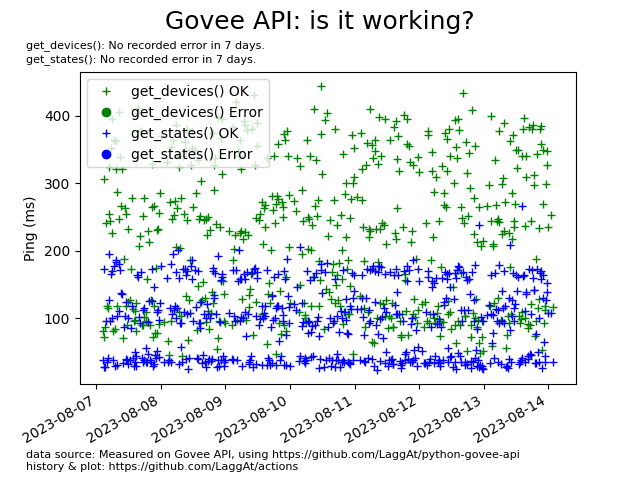 Govee API: is it working?
get_devices(): No recorded error in 7 days.
get_states(): No recorded error in 7 days.
get_devices() OK
get_devices() Error
get_states() OK
get_states() Error
400
300
200
100
Ping (ms)
2023-08-07
2023-08-08
2023-08-09
2023-08-10
2023-08-11
2023-08-12
2023-08-13
2023-08-14
data source: Measured on Govee API, using https://github.com/LaggAt/python-govee-api
history & plot: https://github.com/LaggAt/actions